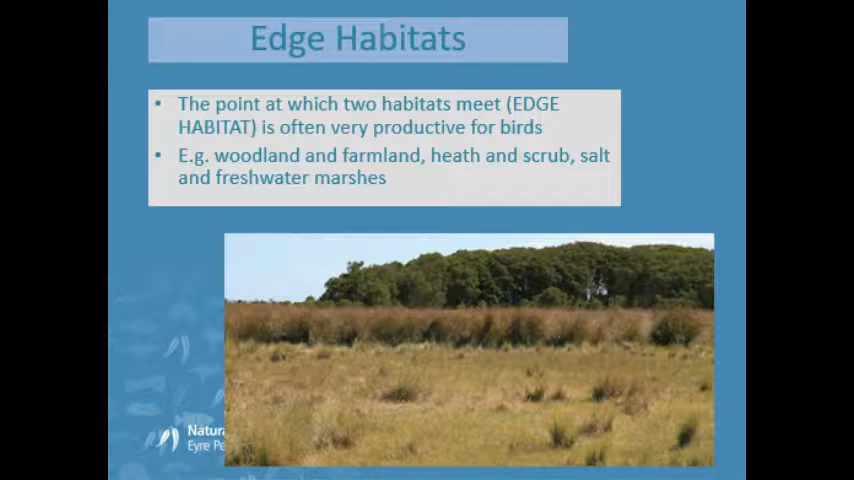 Edge Habitats
• The point at which two habitats meet (EDGE
HABITAT) is often very productive for birds
• E.g. woodland and farmland, heath and scrub, salt
and freshwater marshes
Natura
Eyre Pe